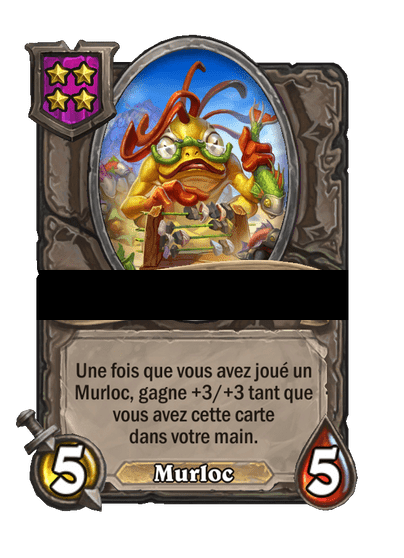 Une fois que vous avez joué un
Murloc, gagne +3/+3 tant que
vous avez cette carte
dans votre main.
5
Murloc
5